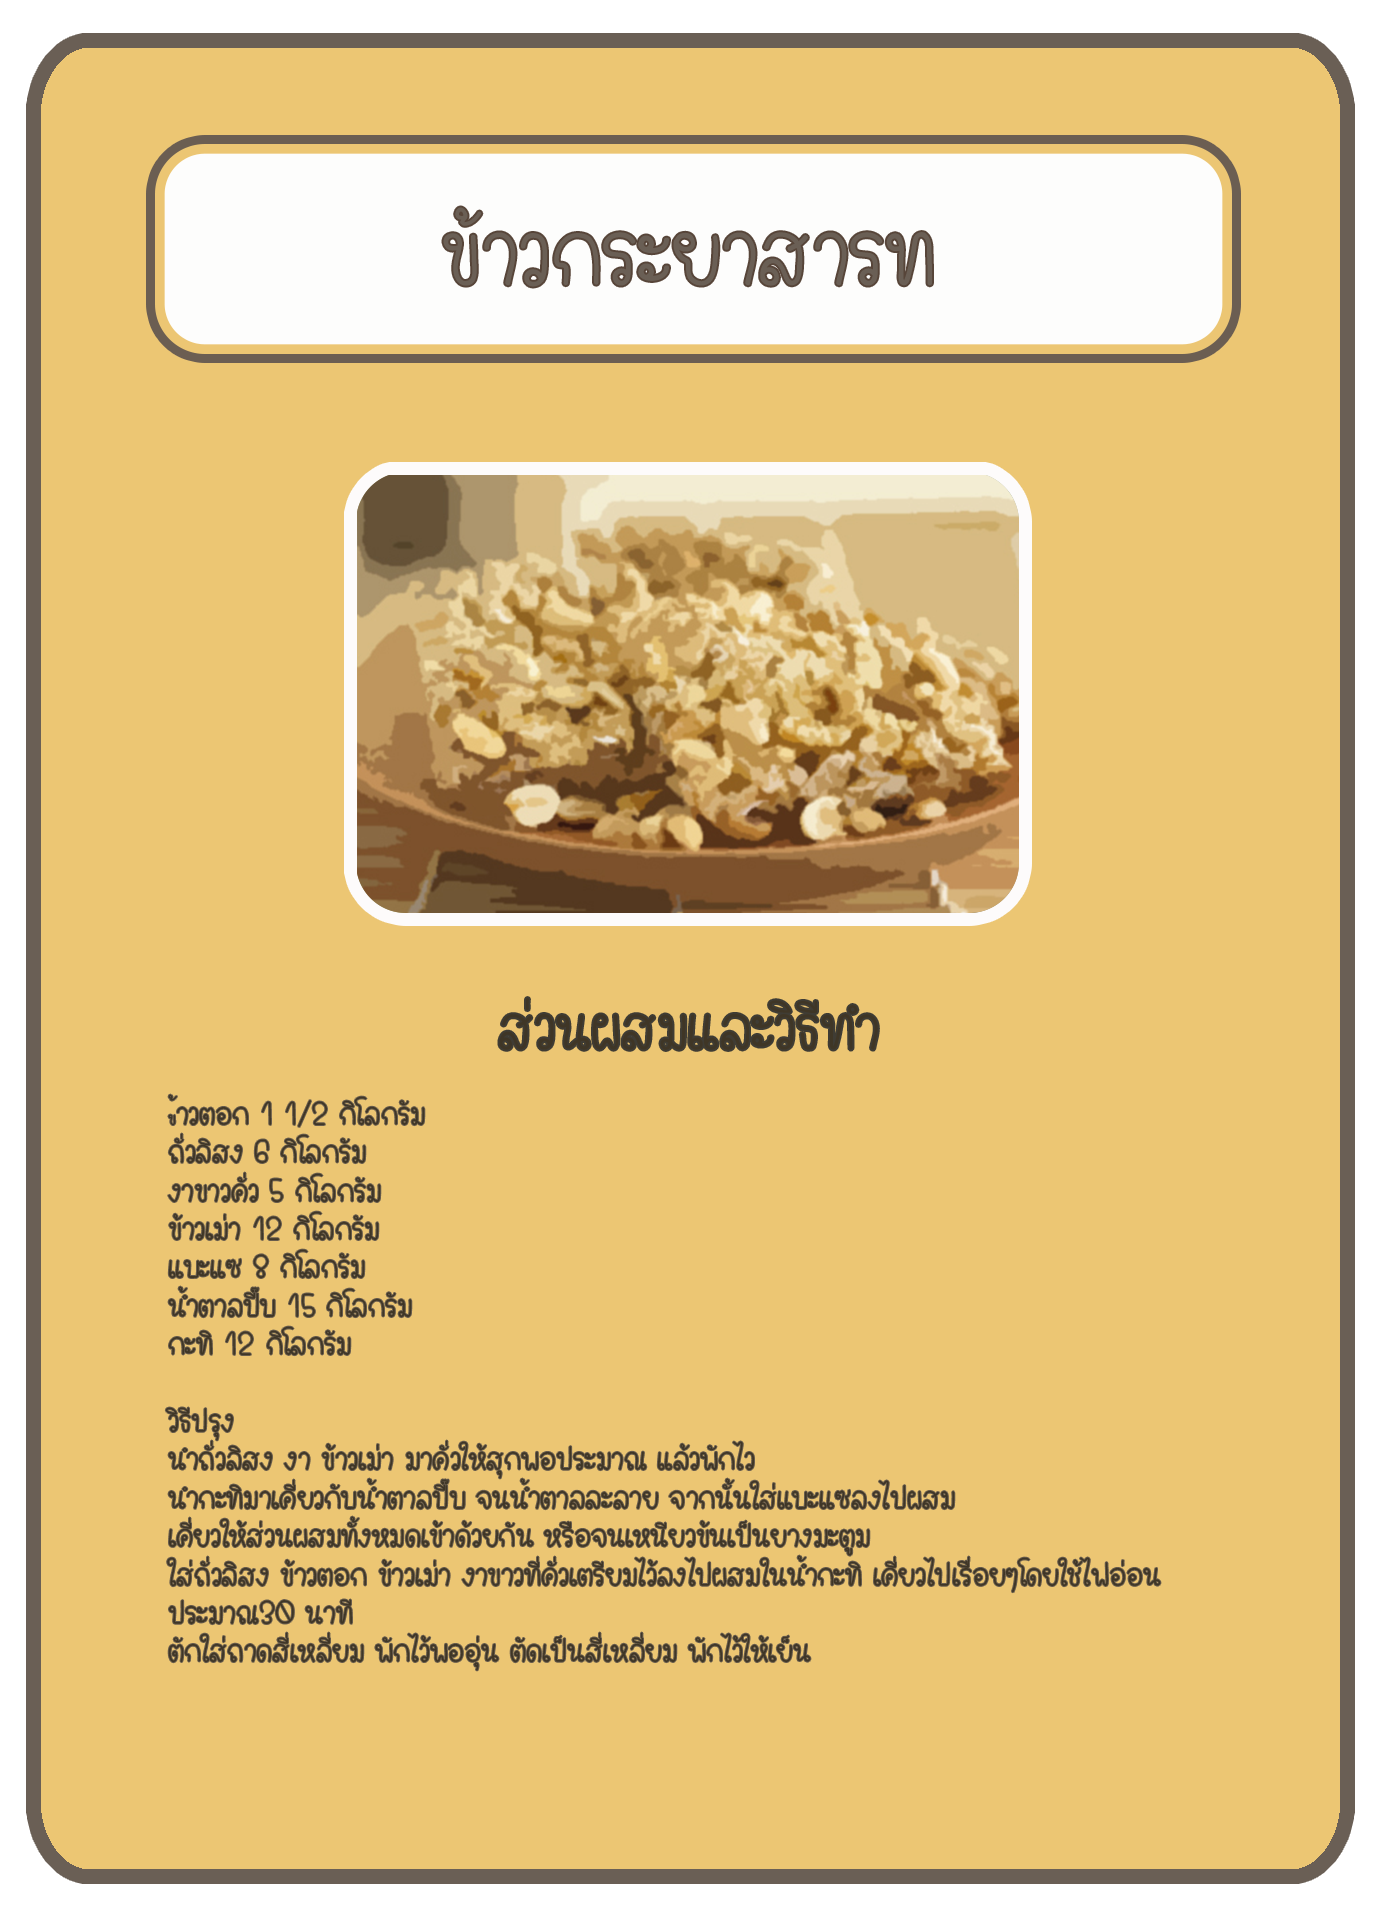 ข้าวกระยาสารท
ส่วนผสมและวิธีทำ
ข้าวตอก 1 1/2 กิโลกรัม
ถั่วลิสง 6 กิโลกรัม
งาขาวคั่ว 5 กิโลกรัม
ข้าวเม่า 12 กิโลกรัม
แบะแซ 8 กิโลกรัม
น้ำตาลปี๊บ 15 กิโลกรัม
กะทิ 12 กิโลกรัม
วิธีปรุง
นำถั่วลิสง งา ข้าวเม่า มาคั่วให้สุกพอประมาณ แล้วพักไว
นำกะทิมาเคี่ยวกับน้ำตาลปี๊บ จนน้ำตาลละลาย จากนั้นใส่แบะแซลงไปผสม
เคี่ยวให้ส่วนผสมทั้งหมดเข้าด้วยกัน หรือจนเหนียวข้นเป็นยางมะตูม
ใส่ถั่วลิสง ข้าวตอก ข้าวเม่า งาขาวที่คั่วเตรียมไว้ลงไปผสมในน้ำกะทิ เคี่ยวไปเรื่อยๆโดยใช้ไฟอ่อน
ประมาณ30 นาที
ตักใส่ถาดสี่เหลี่ยม พักไว้พออุ่น ตัดเป็นสี่เหลี่ยม พักไว้ให้เย็น